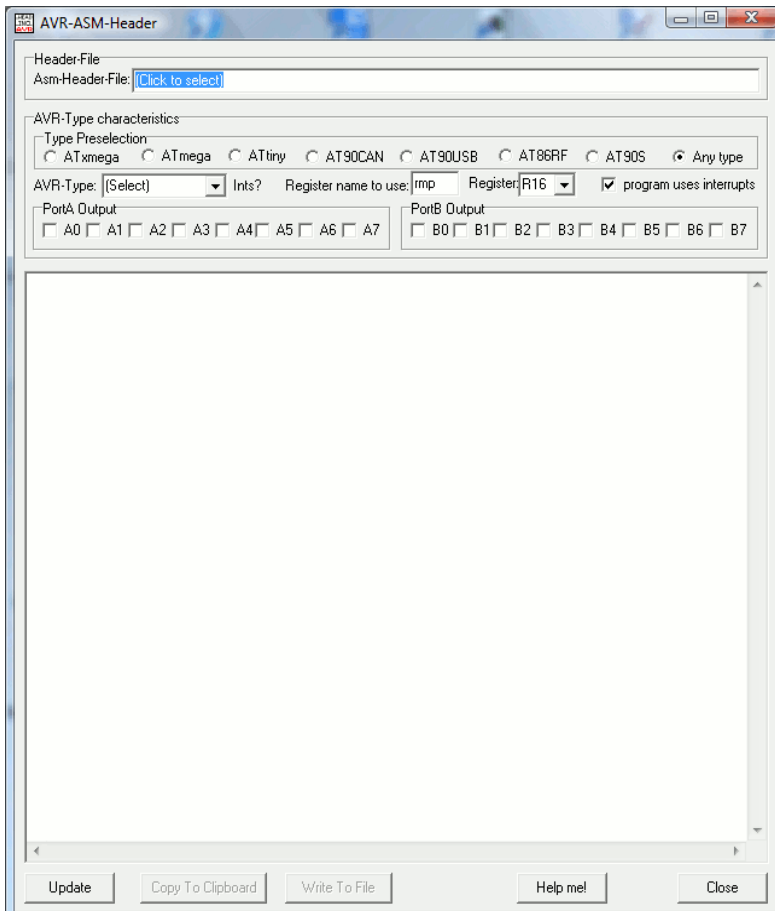 AVR-ASM-Header
Header-File
Asm-Header-File: (Click to select)
AVR-Type characteristics
Type Preselection
ATxmega ATmega ATtiny AT90CAN AT90USB AT86RF AT90S Any type
AVR-Type: (Select) Ints? Register name to use: rmp Register: R16 program uses interrupts
PortA Output PortB Output
A0 A1 A2 A3 A4 A5 A6 A7 B0 B1 B2 B3 B4 B5 B6 B7
Update Copy To Clipboard Write To File Help me! Close